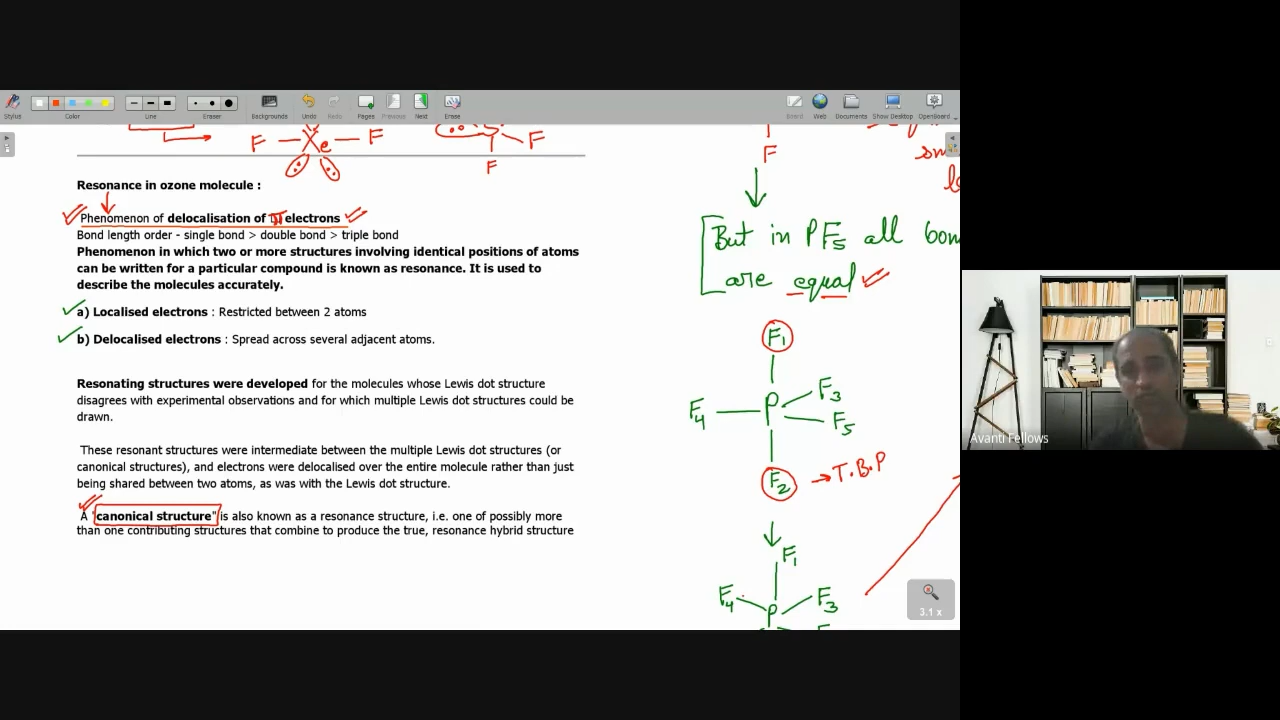 Stylus
Color
Line
Eraser
Backgrounds
Undo
Redo
Pages
Previous
Next
Erase
Board
Web
Documents
Show Desktop
OpenBoard
F — Xe — F
F
F
Resonance in ozone molecule :
Phenomenon of delocalisation of π electrons
Bond length order - single bond > double bond > triple bond
Phenomenon in which two or more structures involving identical positions of atoms
can be written for a particular compound is known as resonance. It is used to
describe the molecules accurately.
a) Localised electrons : Restricted between 2 atoms
b) Delocalised electrons : Spread across several adjacent atoms.
Resonating structures were developed for the molecules whose Lewis dot structure
disagrees with experimental observations and for which multiple Lewis dot structures could be
drawn.
These resonant structures were intermediate between the multiple Lewis dot structures (or
canonical structures), and electrons were delocalised over the entire molecule rather than just
being shared between two atoms, as was with the Lewis dot structure.
A "canonical structure" is also known as a resonance structure, i.e. one of possibly more
than one contributing structures that combine to produce the true, resonance hybrid structure
F
But in PF5 all bon
are equal
F1
F3
F4
P
F5
F2 → T.B.P
F1
F4
F3
P
3.1 x
Avanti Fellows